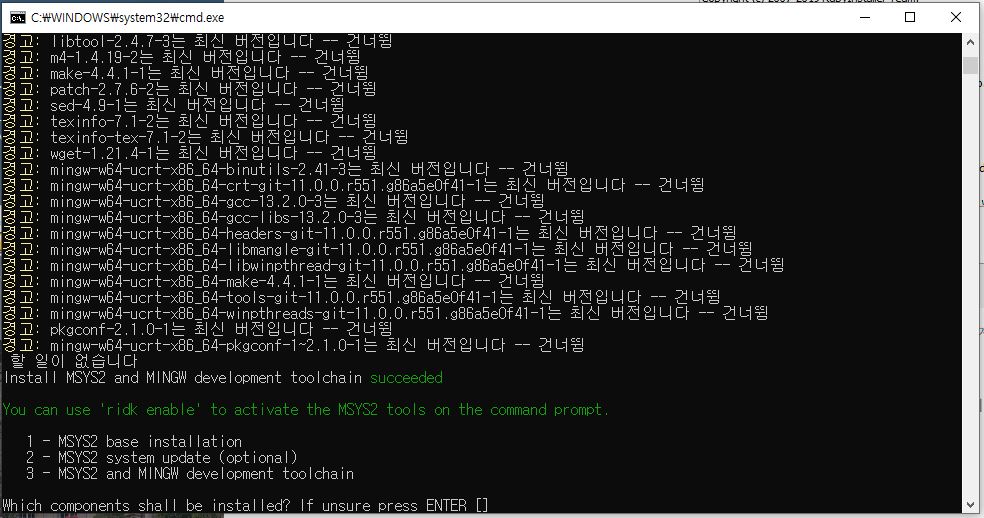 C:₩WINDOWS₩system32₩cmd.exe
경고: libtool-2.4.7-3는 최신 버전입니다 -- 건너뜀
경고: m4-1.4.19-2는 최신 버전입니다 -- 건너뜀
경고: make-4.4.1-1는 최신 버전입니다 -- 건너뜀
경고: patch-2.7.6-2는 최신 버전입니다 -- 건너뜀
경고: sed-4.9-1는 최신 버전입니다 -- 건너뜀
경고: texinfo-7.1-2는 최신 버전입니다 -- 건너뜀
경고: texinfo-tex-7.1-2는 최신 버전입니다 -- 건너뜀
경고: wget-1.21.4-1는 최신 버전입니다 -- 건너뜀
경고: mingw-w64-ucrt-x86_64-binutils-2.41-3는 최신 버전입니다 -- 건너뜀
경고: mingw-w64-ucrt-x86_64-crt-git-11.0.0.r551.g86a5e0f41-1는 최신 버전입니다 -- 건너뜀
경고: mingw-w64-ucrt-x86_64-gcc-13.2.0-3는 최신 버전입니다 -- 건너뜀
경고: mingw-w64-ucrt-x86_64-gcc-libs-13.2.0-3는 최신 버전입니다 -- 건너뜀
경고: mingw-w64-ucrt-x86_64-headers-git-11.0.0.r551.g86a5e0f41-1는 최신 버전입니다 -- 건너뜀
경고: mingw-w64-ucrt-x86_64-libmangle-git-11.0.0.r551.g86a5e0f41-1는 최신 버전입니다 -- 건너뜀
경고: mingw-w64-ucrt-x86_64-libwinpthread-git-11.0.0.r551.g86a5e0f41-1는 최신 버전입니다 -- 건너뜀
경고: mingw-w64-ucrt-x86_64-make-4.4.1-1는 최신 버전입니다 -- 건너뜀
경고: mingw-w64-ucrt-x86_64-tools-git-11.0.0.r551.g86a5e0f41-1는 최신 버전입니다 -- 건너뜀
경고: mingw-w64-ucrt-x86_64-winpthreads-git-11.0.0.r551.g86a5e0f41-1는 최신 버전입니다 -- 건너뜀
경고: pkgconf-2.1.0-1는 최신 버전입니다 -- 건너뜀
경고: mingw-w64-ucrt-x86_64-pkgconf-1~2.1.0-1는 최신 버전입니다 -- 건너뜀
할 일이 없습니다
Install MSYS2 and MINGW development toolchain succeeded
You can use 'ridk enable' to activate the MSYS2 tools on the command prompt.
1 - MSYS2 base installation
2 - MSYS2 system update (optional)
3 - MSYS2 and MINGW development toolchain
Which components shall be installed? If unsure press ENTER []